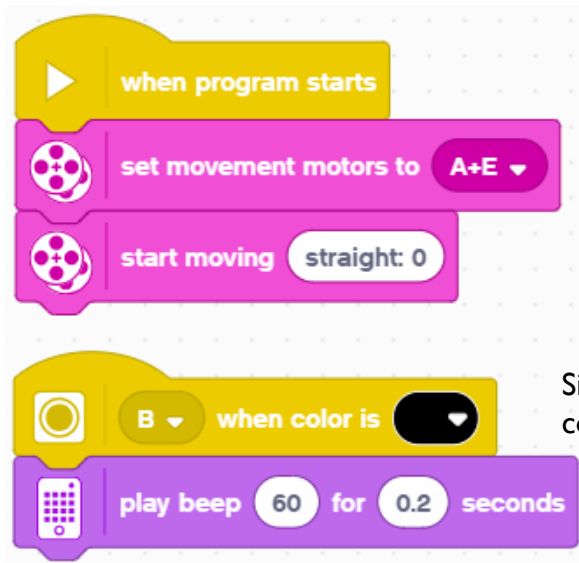 when program starts
set movement motors to A+E
start moving straight: 0
B when color is
play beep 60 for 0.2 seconds